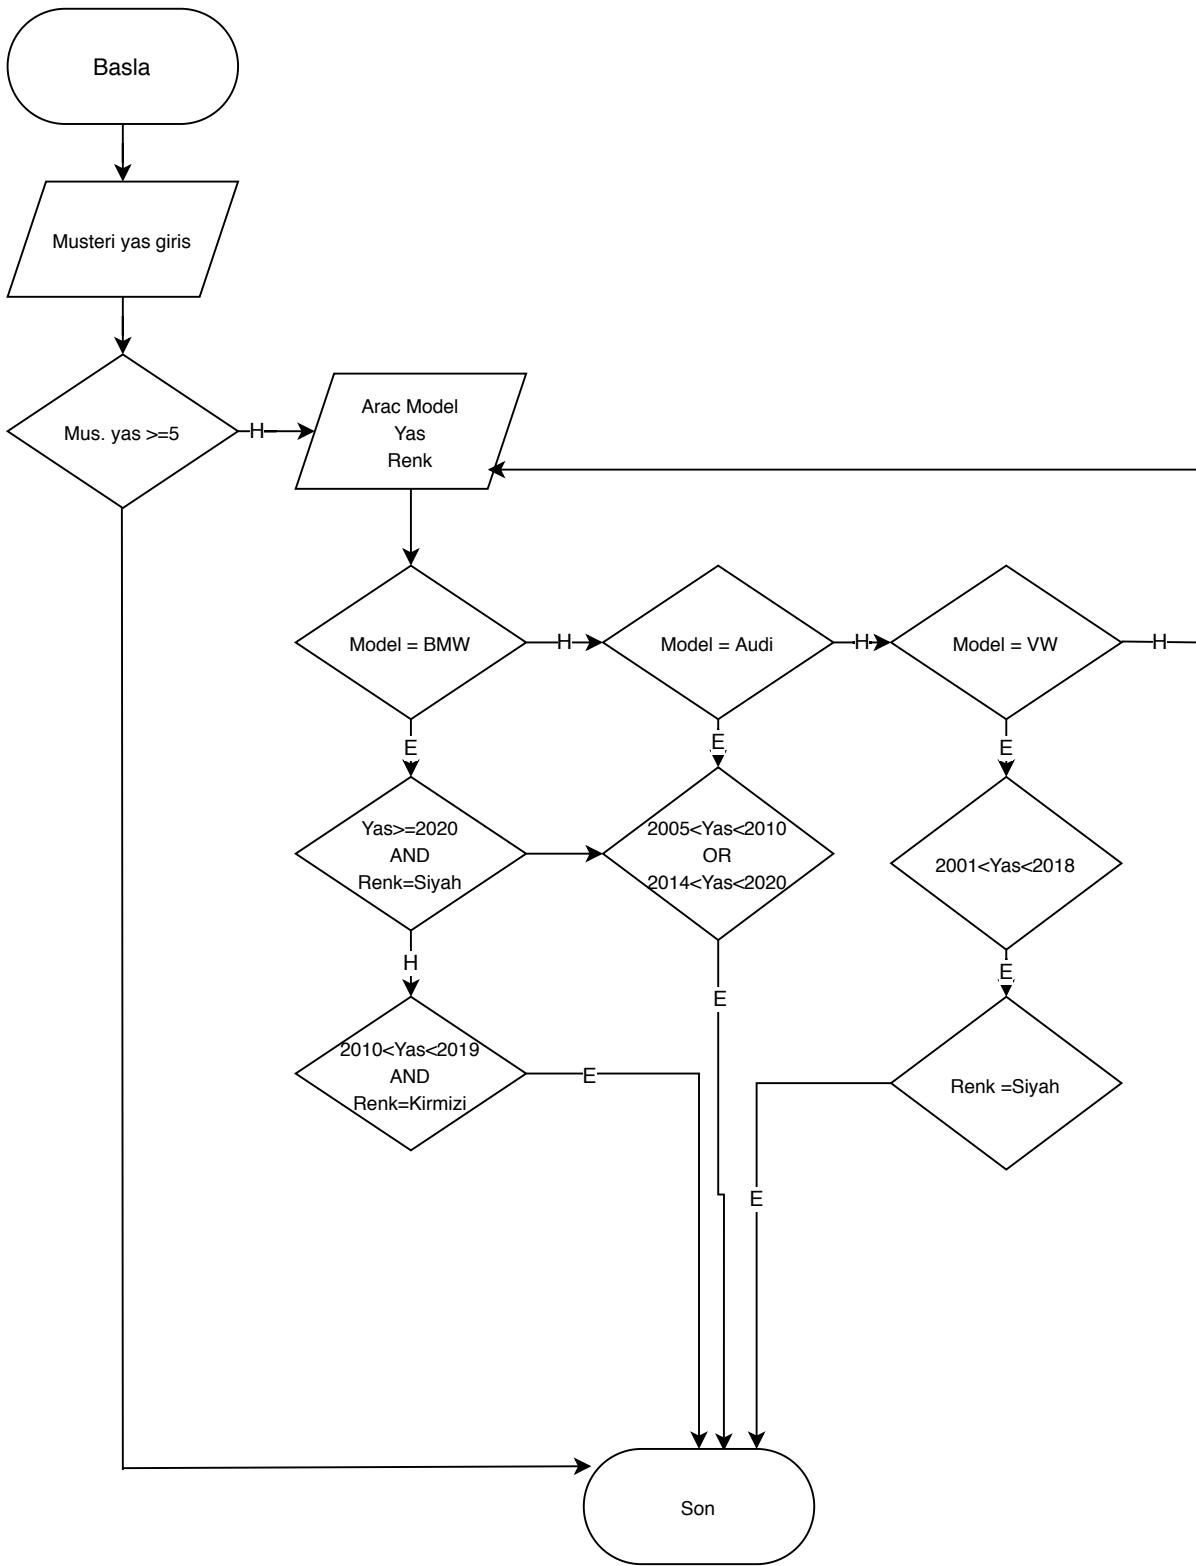 Basla
Musteri yas giris
Mus. yas >=5
H
Arac Model
Yas
Renk
Model = BMW
H
Model = Audi
H
Model = VW
H
E
E
E
Yas>=2020
AND
Renk=Siyah
2005<Yas<2010
OR
2014<Yas<2020
2001<Yas<2018
H
E
E
2010<Yas<2019
AND
Renk=Kirmizi
E
Renk =Siyah
E
Son